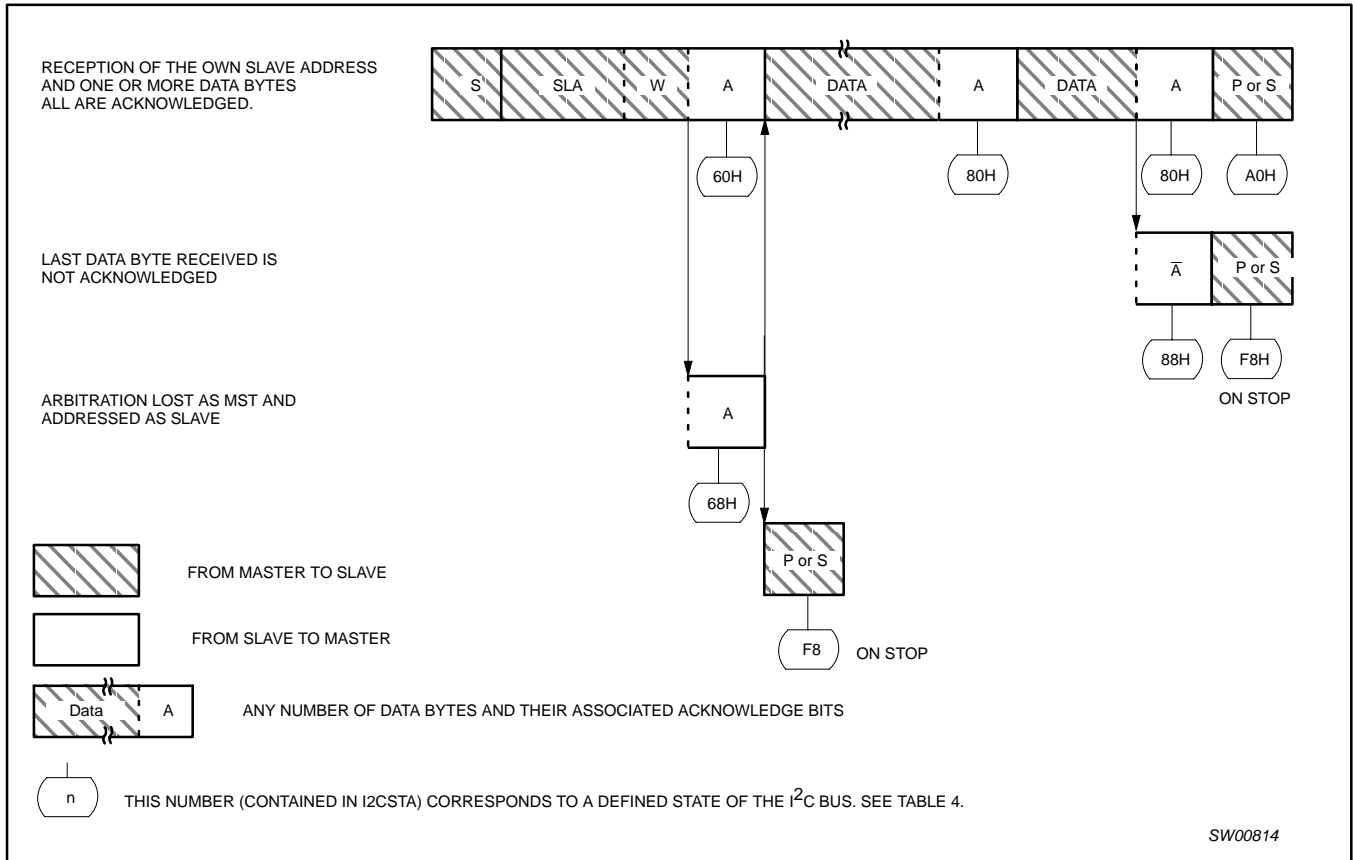 RECEPTION OF THE OWN SLAVE ADDRESS
AND ONE OR MORE DATA BYTES
ALL ARE ACKNOWLEDGED.
S SLA W A DATA A DATA A P or S
60H 80H 80H A0H
LAST DATA BYTE RECEIVED IS
NOT ACKNOWLEDGED
A̅ P or S
88H F8H
ON STOP
ARBITRATION LOST AS MST AND
ADDRESSED AS SLAVE
A
68H
P or S
F8 ON STOP
FROM MASTER TO SLAVE
FROM SLAVE TO MASTER
Data A ANY NUMBER OF DATA BYTES AND THEIR ASSOCIATED ACKNOWLEDGE BITS
n THIS NUMBER (CONTAINED IN I2CSTA) CORRESPONDS TO A DEFINED STATE OF THE I²C BUS. SEE TABLE 4.
SW00814